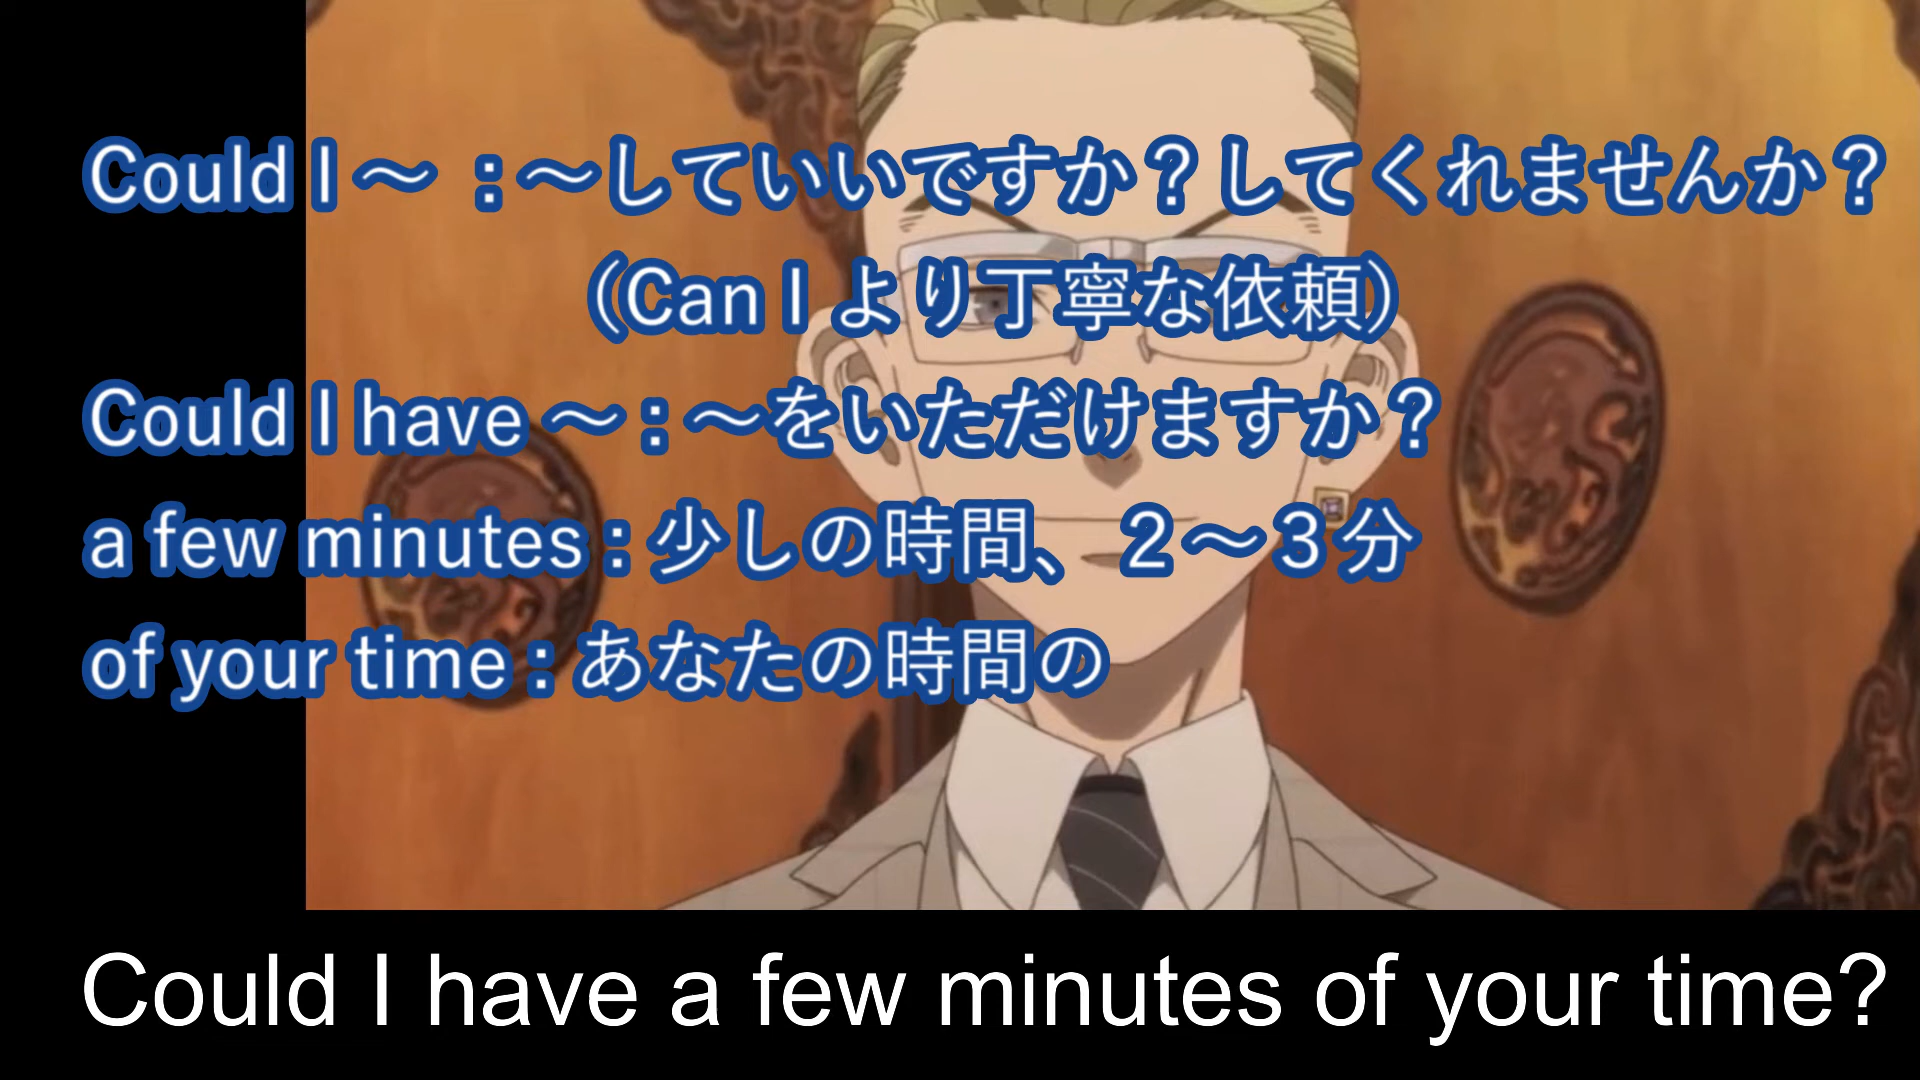 Could I ～ : ～していいですか？してくれませんか？
（Can I より丁寧な依頼）
Could I have ～ : ～をいただけますか？
a few minutes : 少しの時間、２～３分
of your time : あなたの時間の
Could I have a few minutes of your time?